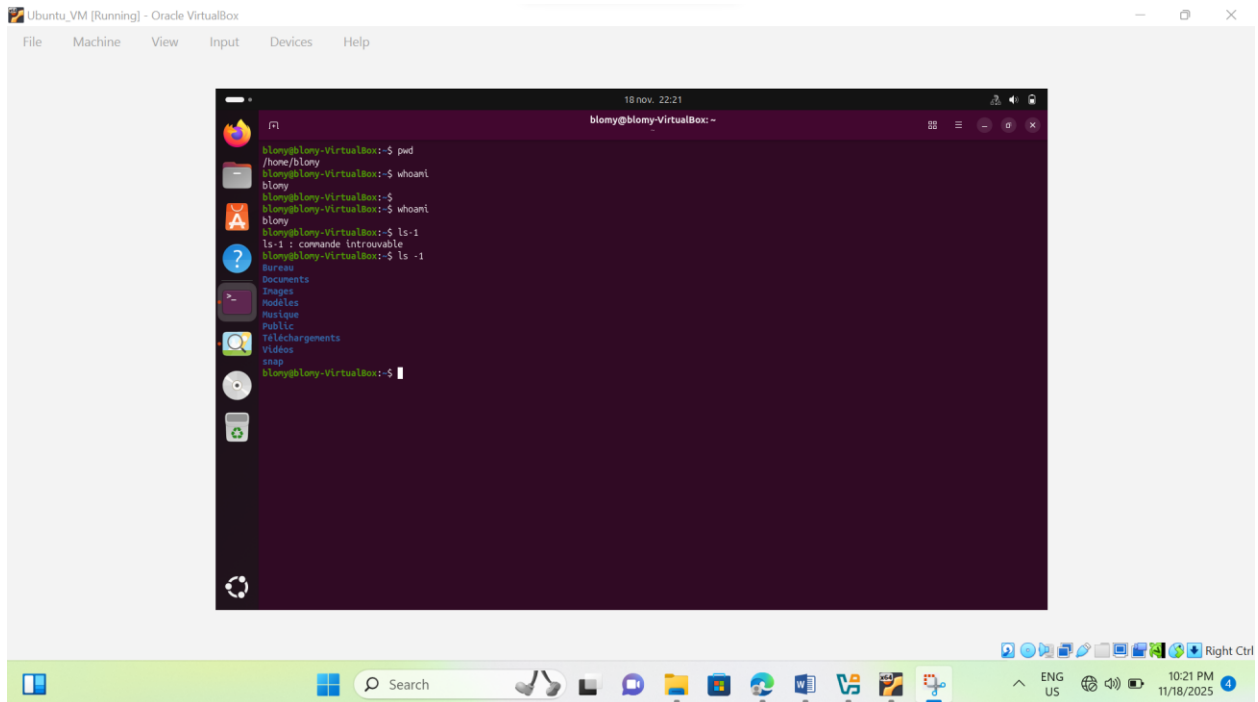 Ubuntu_VM [Running] - Oracle VirtualBox
File Machine View Input Devices Help
18 nov. 22:21
blomy@blomy-VirtualBox: ~
blomy@blomy-VirtualBox:~$ pwd
/home/blomy
blomy@blomy-VirtualBox:~$ whoami
blomy
blomy@blomy-VirtualBox:~$
blomy@blomy-VirtualBox:~$ whoami
blomy
blomy@blomy-VirtualBox:~$ ls-1
ls-1 : commande introuvable
blomy@blomy-VirtualBox:~$ ls -1
Bureau
Documents
Images
Modèles
Musique
Public
Téléchargements
Vidéos
snap
blomy@blomy-VirtualBox:~$
Right Ctrl
Search
ENG
US
10:21 PM
11/18/2025
4